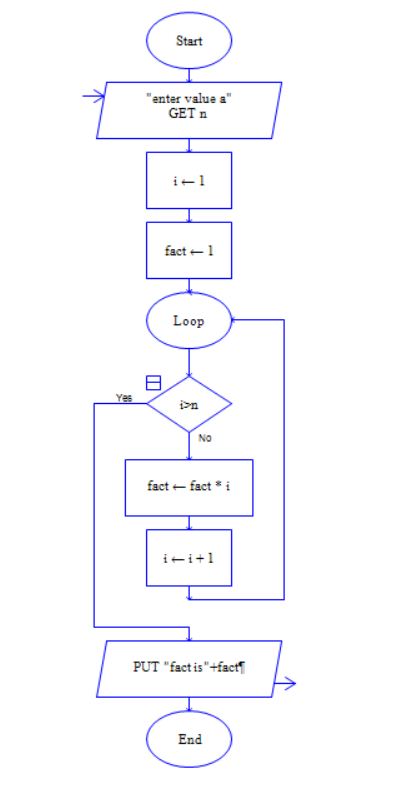 Start
"enter value a"
GET n
i ← 1
fact ← 1
Loop
i>n
Yes
No
fact ← fact * i
i ← i + 1
PUT "fact is"+fact¶
End